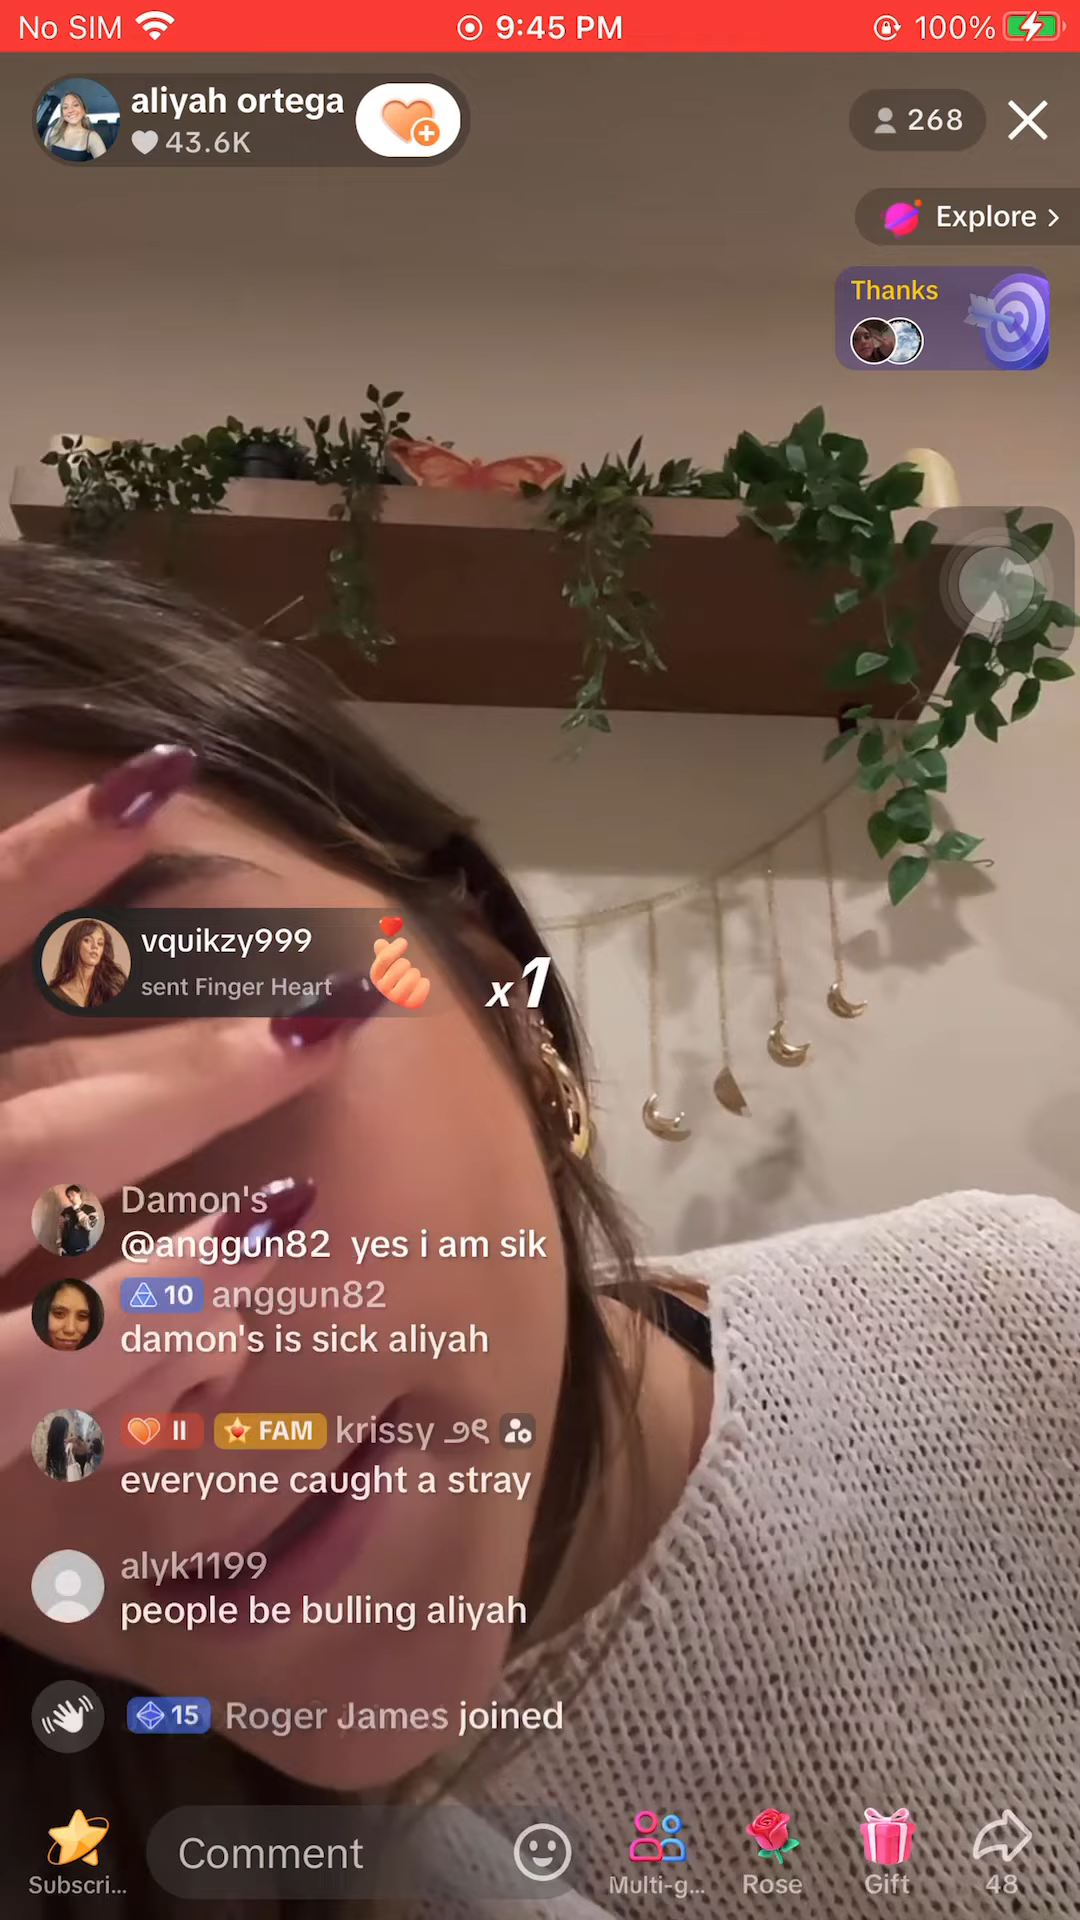 No SIM 9:45 PM 100%
aliyah ortega
43.6K
268
Explore >
Thanks
vquikzy999
sent Finger Heart
x1
Damon's
@anggun82 yes i am sik
10 anggun82
damon's is sick aliyah
II FAM krissy ೨ৎ
everyone caught a stray
alyk1199
people be bulling aliyah
15 Roger James joined
Comment
Subscri...
Multi-g...
Rose
Gift
48